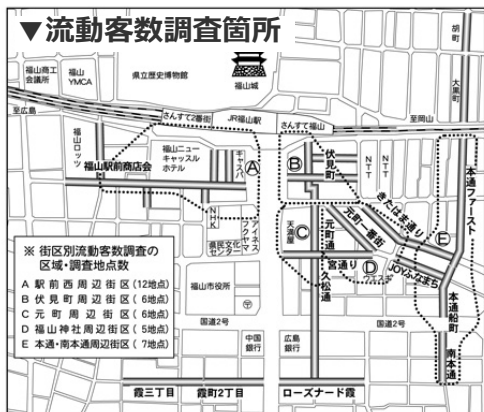 ▼流動客数調査箇所
福山商工
会議所
福山
YMCA
県立歴史博物館
福山城
胡町
大黒町
至広島
さんすて2番街
JR福山駅
さんすて福山
至岡山
福山ロッツ
福山駅前商店会
福山ニュー
キャッスル
ホテル
キャスパ
A
B
伏見町
NTT
NTT
きたはま通り
本通ファースト
NHK
アイネス
フクヤマ
県民文化
センター
天満屋
C
元町通
元町一番街
宮通り
D
ウエスギ
E
JOYふなまち
久松通
福山市役所
〒
国道2号
国道2号
本通船町
南本通
中国
銀行
広島
銀行
霞三丁目
霞町2丁目
ローズナード霞
※ 街区別流動客数調査の
区域・調査地点数
A 駅前西周辺街区(12地点)
B 伏見町周辺街区( 6地点)
C 元町周辺街区( 6地点)
D 福山神社周辺街区( 5地点)
E 本通・南本通周辺街区( 7地点)